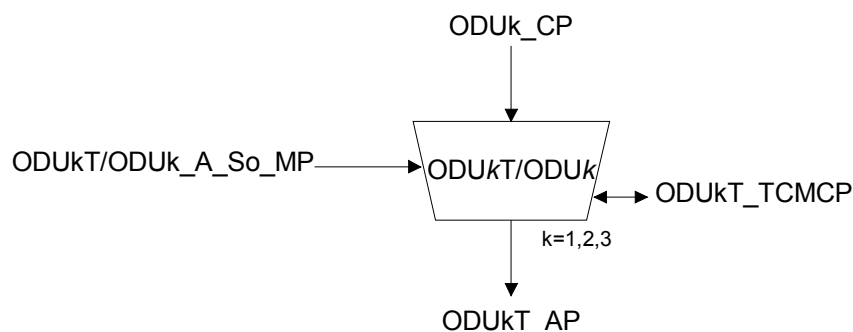 ODUk_CP
ODUkT/ODUk_A_So_MP
ODUkT/ODUk
ODUkT_TCMCP
k=1,2,3
ODUkT_AP